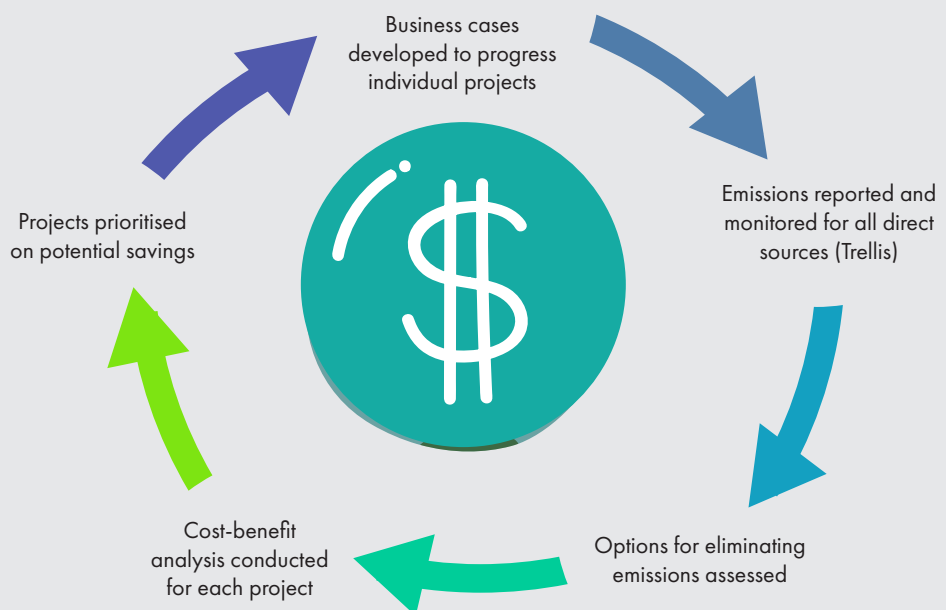 Business cases
developed to progress
individual projects
Emissions reported and
monitored for all direct
sources (Trellis)
Options for eliminating
emissions assessed
Cost-benefit
analysis conducted
for each project
Projects prioritised
on potential savings